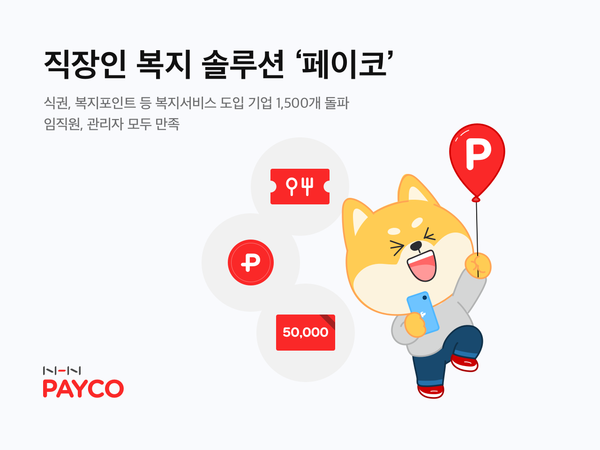 직장인 복지 솔루션 ‘페이코’
식권, 복지포인트 등 복지서비스 도입 기업 1,500개 돌파
임직원, 관리자 모두 만족
P
P
50,000
NHN
PAYCO